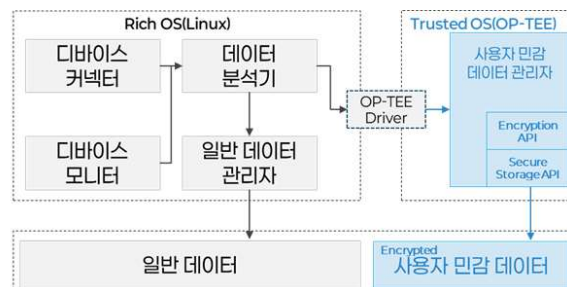 Rich OS(Linux)
디바이스
커넥터
데이터
분석기
디바이스
모니터
일반 데이터
관리자
OP-TEE
Driver
Trusted OS(OP-TEE)
사용자 민감
데이터 관리자
Encryption
API
Secure
Storage API
일반 데이터
Encrypted
사용자 민감 데이터